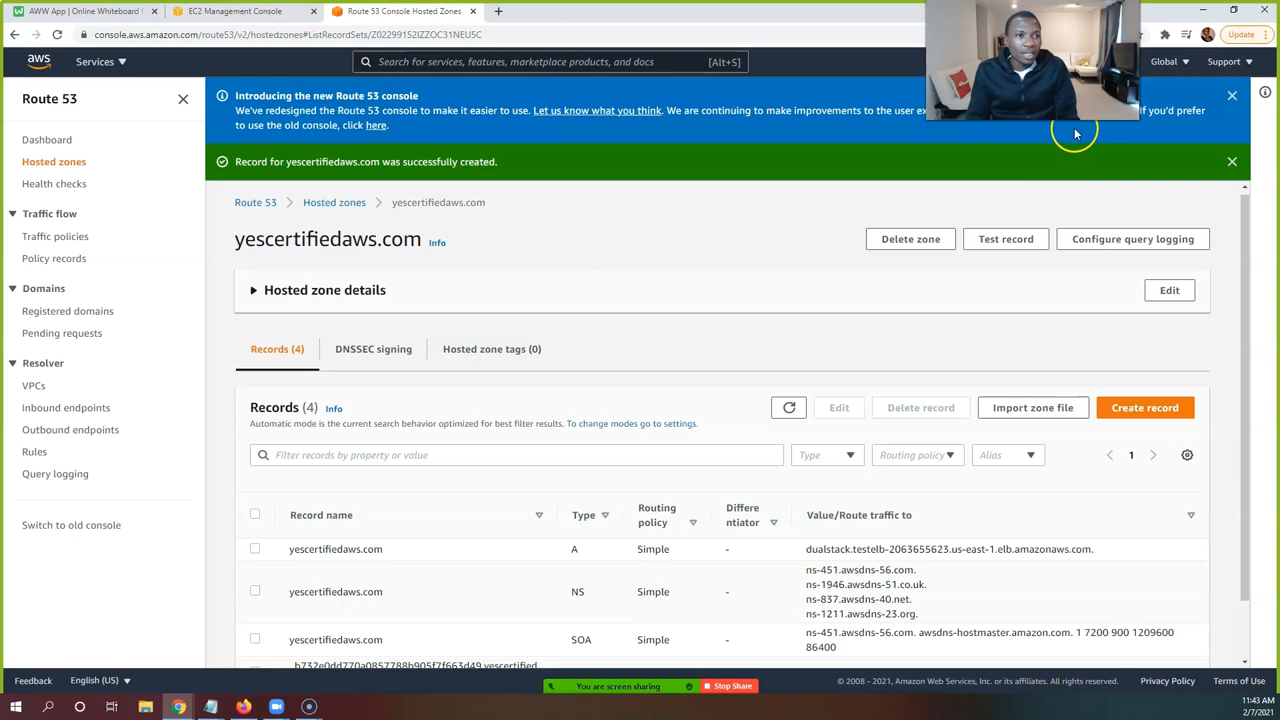 AWW App | Online Whiteboard
EC2 Management Console
Route 53 Console Hosted Zones
console.aws.amazon.com/route53/v2/hostedzones#ListRecordSets/Z02299152IZZOC31NEU5C
Update
aws
Services
Search for services, features, marketplace products, and docs
[Alt+S]
Global
Support
Route 53
Dashboard
Hosted zones
Health checks
Traffic flow
Traffic policies
Policy records
Domains
Registered domains
Pending requests
Resolver
VPCs
Inbound endpoints
Outbound endpoints
Rules
Query logging
Switch to old console
Introducing the new Route 53 console
We've redesigned the Route 53 console to make it easier to use. Let us know what you think. We are continuing to make improvements to the user If you'd prefer
to use the old console, click here.
Record for yescertifiedaws.com was successfully created.
Route 53 > Hosted zones > yescertifiedaws.com
yescertifiedaws.com Info
Delete zone
Test record
Configure query logging
Hosted zone details
Edit
Records (4)
DNSSEC signing
Hosted zone tags (0)
Records (4) Info
Edit
Delete record
Import zone file
Create record
Automatic mode is the current search behavior optimized for best filter results. To change modes go to settings.
Filter records by property or value
Type
Routing policy
Alias
1
Record name
Type
Routing
policy
Differe
ntiator
Value/Route traffic to
yescertifiedaws.com A Simple - dualstack.testelb-2063655623.us-east-1.elb.amazonaws.com.
yescertifiedaws.com NS Simple -
ns-451.awsdns-56.com.
ns-1946.awsdns-51.co.uk.
ns-837.awsdns-40.net.
ns-1211.awsdns-23.org.
yescertifiedaws.com SOA Simple -
ns-451.awsdns-56.com. awsdns-hostmaster.amazon.com. 1 7200 900 1209600
86400
_b732e0dd770a0857788b905f7f663d49.yescertified
Feedback
English (US)
You are screen sharing
Stop Share
© 2008 - 2021, Amazon Web Services, Inc. or its affiliates. All rights reserved.
Privacy Policy
Terms of Use
11:43 AM
2/7/2021